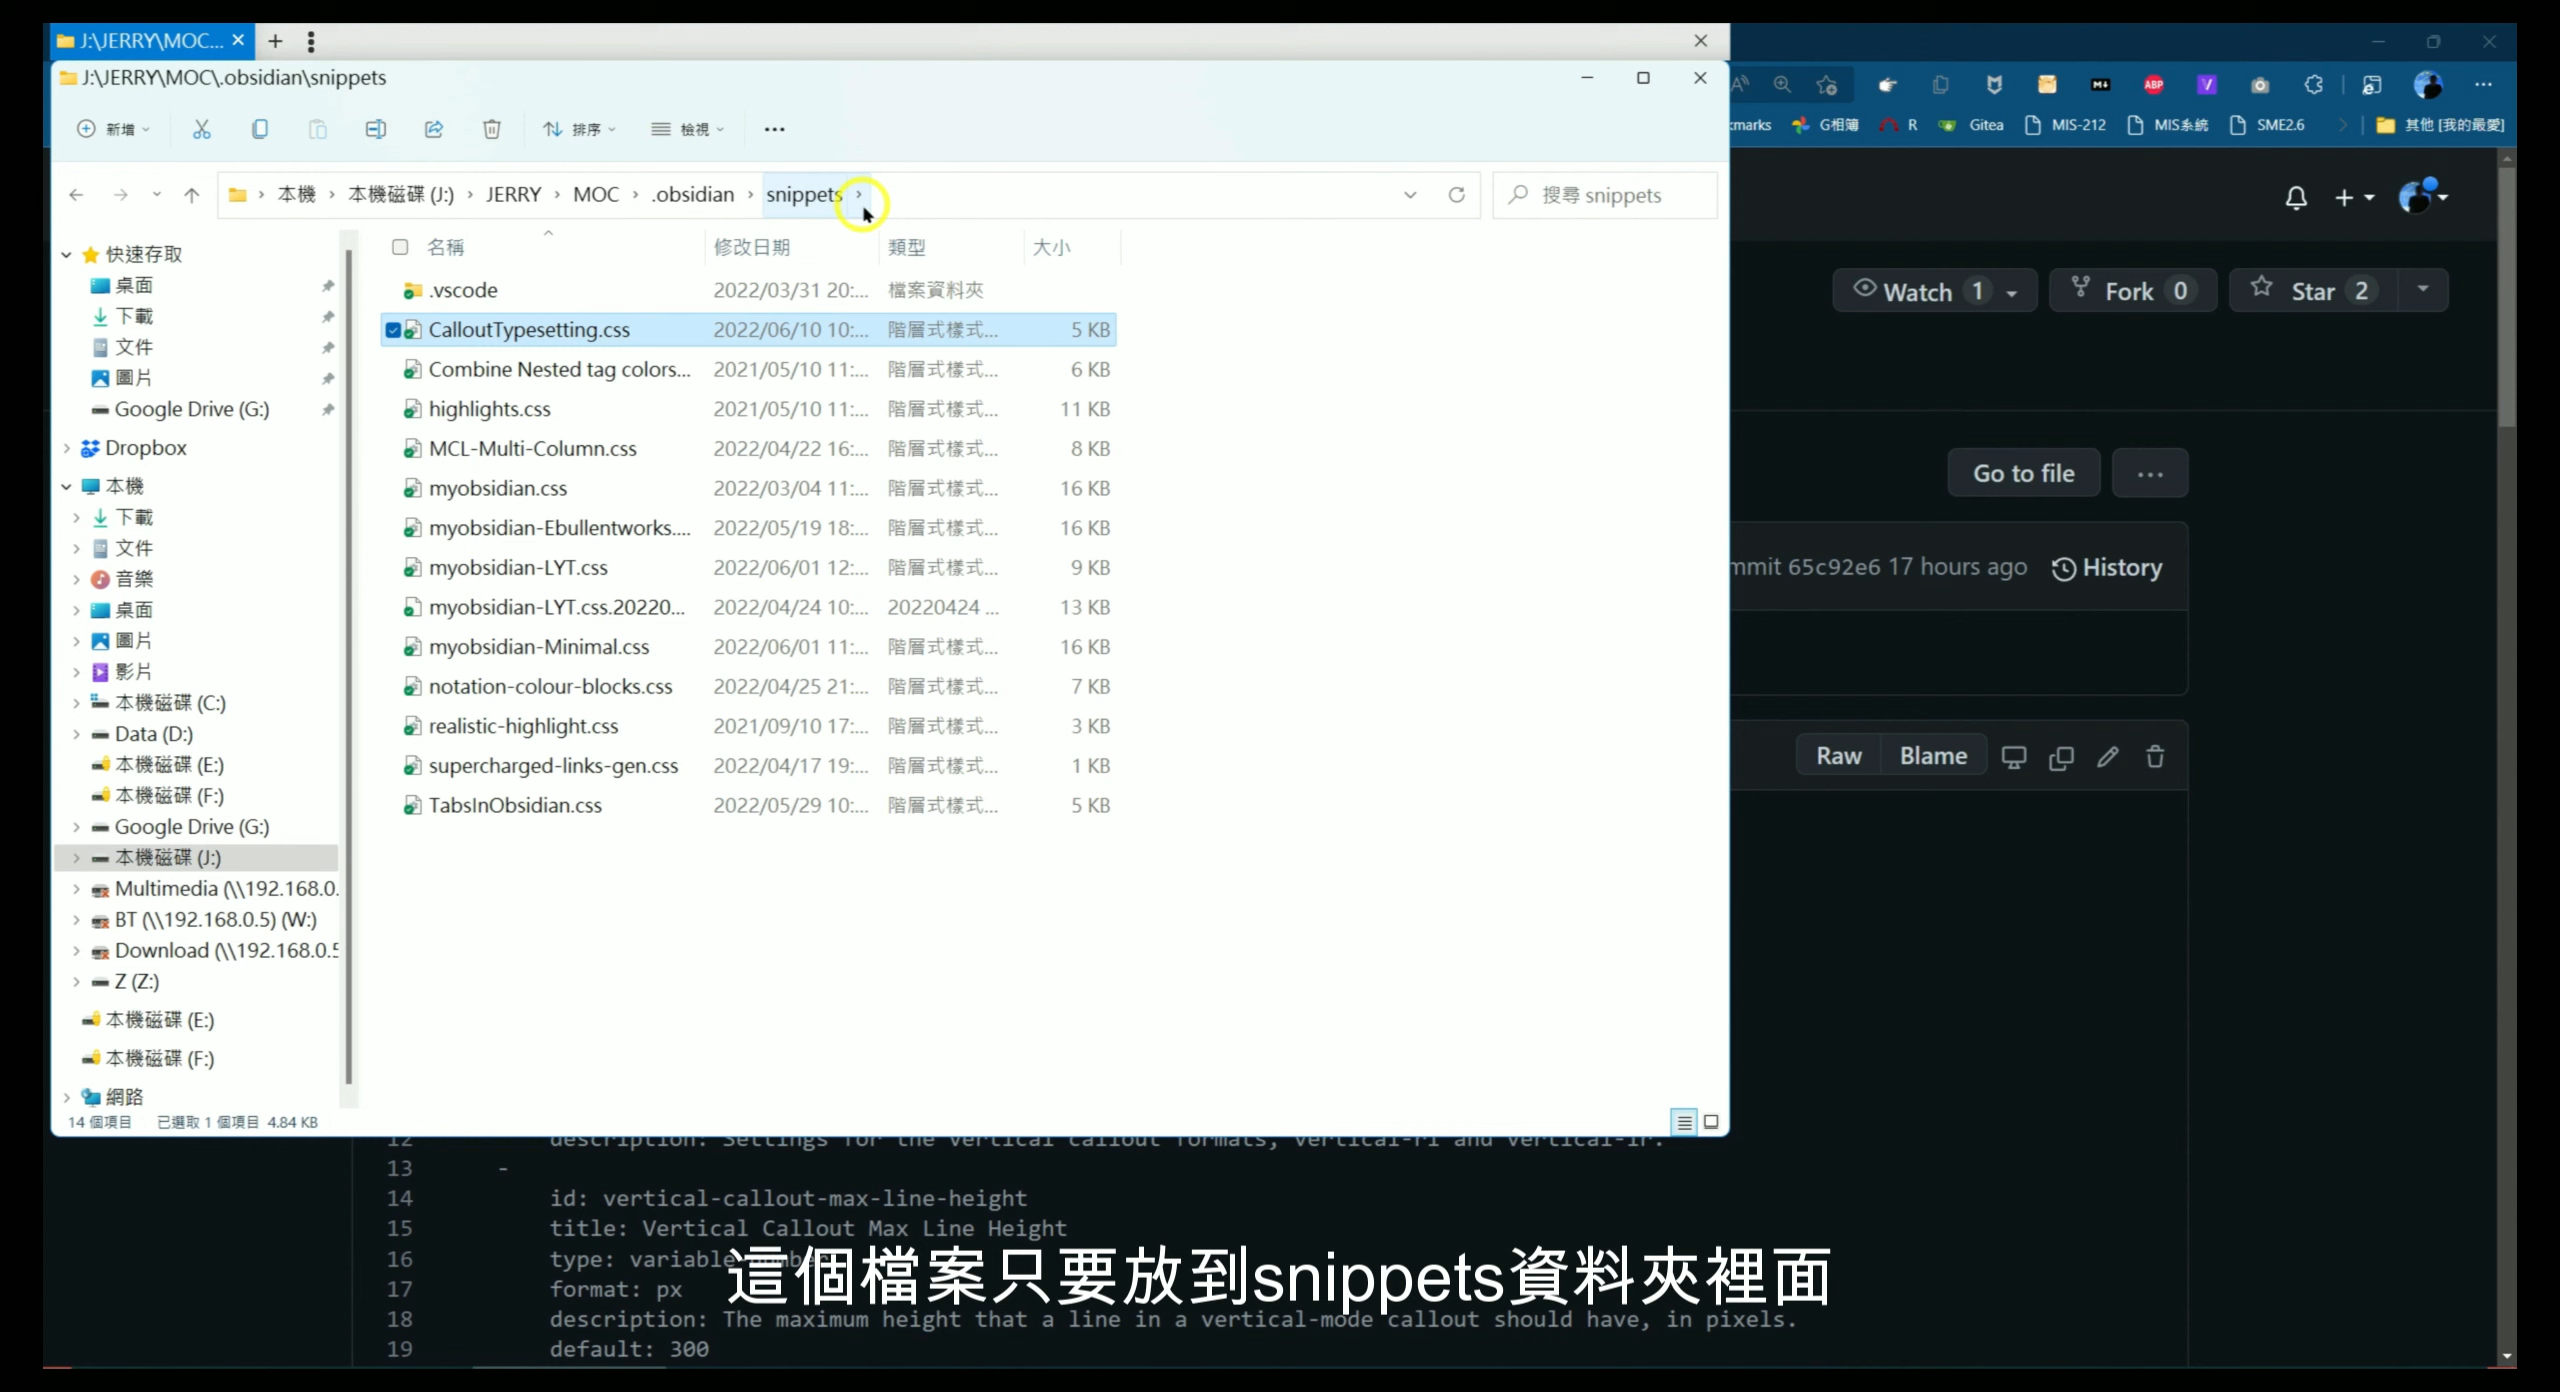 J:\JERRY\MOC...
J:\JERRY\MOC\.obsidian\snippets
新增
排序
檢視
本機 › 本機磁碟 (J:) › JERRY › MOC › .obsidian › snippets ›
搜尋 snippets
快速存取
桌面
下載
文件
圖片
Google Drive (G:)
Dropbox
本機
下載
文件
音樂
桌面
圖片
影片
本機磁碟 (C:)
Data (D:)
本機磁碟 (E:)
本機磁碟 (F:)
Google Drive (G:)
本機磁碟 (J:)
Multimedia (\\192.168.0.
BT (\\192.168.0.5) (W:)
Download (\\192.168.0.5
Z (Z:)
本機磁碟 (E:)
本機磁碟 (F:)
網路
名稱 修改日期 類型 大小
.vscode 2022/03/31 20:... 檔案資料夾
CalloutTypesetting.css 2022/06/10 10:... 階層式樣式... 5 KB
Combine Nested tag colors... 2021/05/10 11:... 階層式樣式... 6 KB
highlights.css 2021/05/10 11:... 階層式樣式... 11 KB
MCL-Multi-Column.css 2022/04/22 16:... 階層式樣式... 8 KB
myobsidian.css 2022/03/04 11:... 階層式樣式... 16 KB
myobsidian-Ebullentworks.... 2022/05/19 18:... 階層式樣式... 16 KB
myobsidian-LYT.css 2022/06/01 12:... 階層式樣式... 9 KB
myobsidian-LYT.css.20220... 2022/04/24 10:... 20220424 ... 13 KB
myobsidian-Minimal.css 2022/06/01 11:... 階層式樣式... 16 KB
notation-colour-blocks.css 2022/04/25 21:... 階層式樣式... 7 KB
realistic-highlight.css 2021/09/10 17:... 階層式樣式... 3 KB
supercharged-links-gen.css 2022/04/17 19:... 階層式樣式... 1 KB
TabsInObsidian.css 2022/05/29 10:... 階層式樣式... 5 KB
14 個項目 已選取 1 個項目 4.84 KB
M↓ ABP V
kmarks G相簿 R Gitea MIS-212 MIS系統 SME2.6 其他 [我的最愛]
Watch 1 Fork 0 Star 2
Go to file
mmit 65c92e6 17 hours ago History
Raw Blame
12 description: Settings for the vertical callout formats, vertical-rl and vertical-lr.
13 -
14 id: vertical-callout-max-line-height
15 title: Vertical Callout Max Line Height
16 type: variable-number
17 format: px
18 description: The maximum height that a line in a vertical-mode callout should have, in pixels.
19 default: 300
這個檔案只要放到snippets資料夾裡面